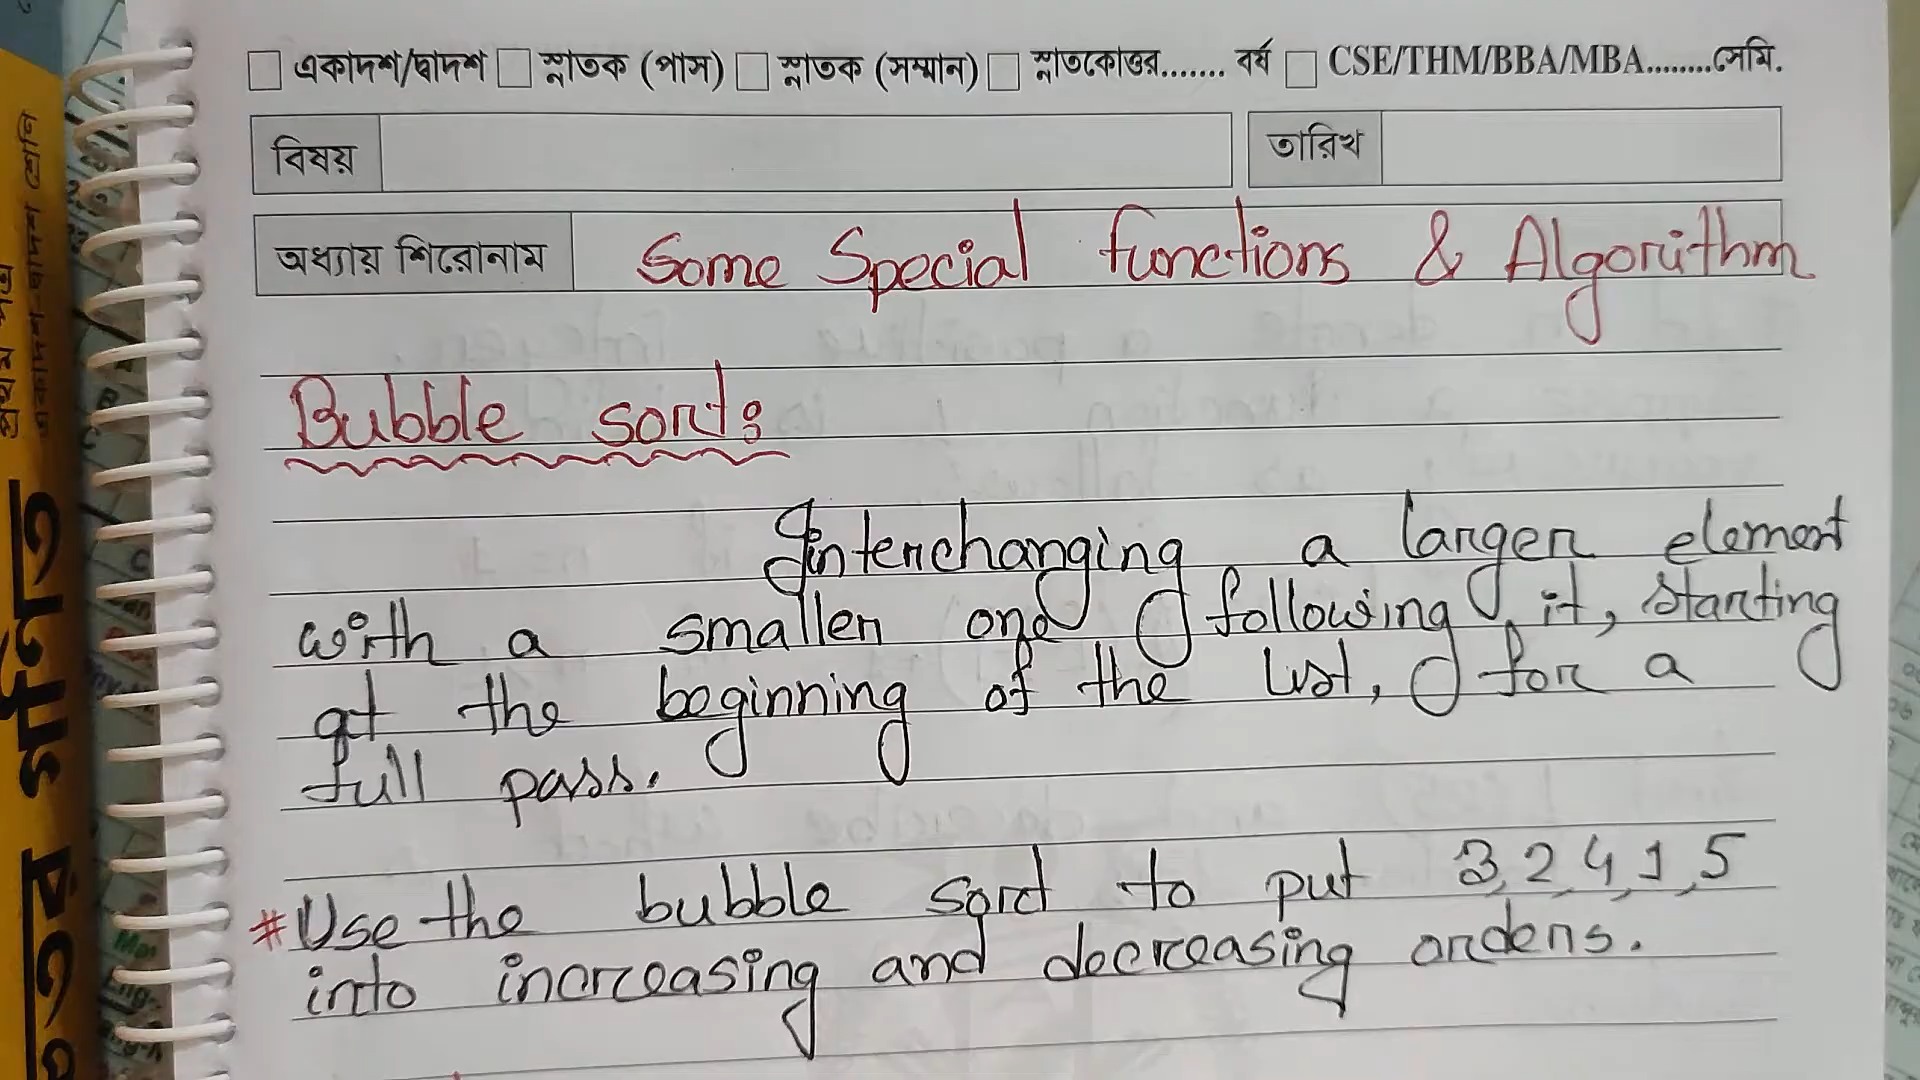 একাদশ/দ্বাদশ স্নাতক (পাস) স্নাতক (সম্মান) স্নাতকোত্তর....... বর্ষ CSE/THM/BBA/MBA........সেমি.
বিষয় তারিখ
অধ্যায় শিরোনাম Some Special functions & Algorithm
Bubble sort:
Interchanging a larger element
with a smaller one following it, starting
at the beginning of the list, for a
full pass.
#Use the bubble sort to put 3,2,4,1,5
into increasing and decreasing orders.